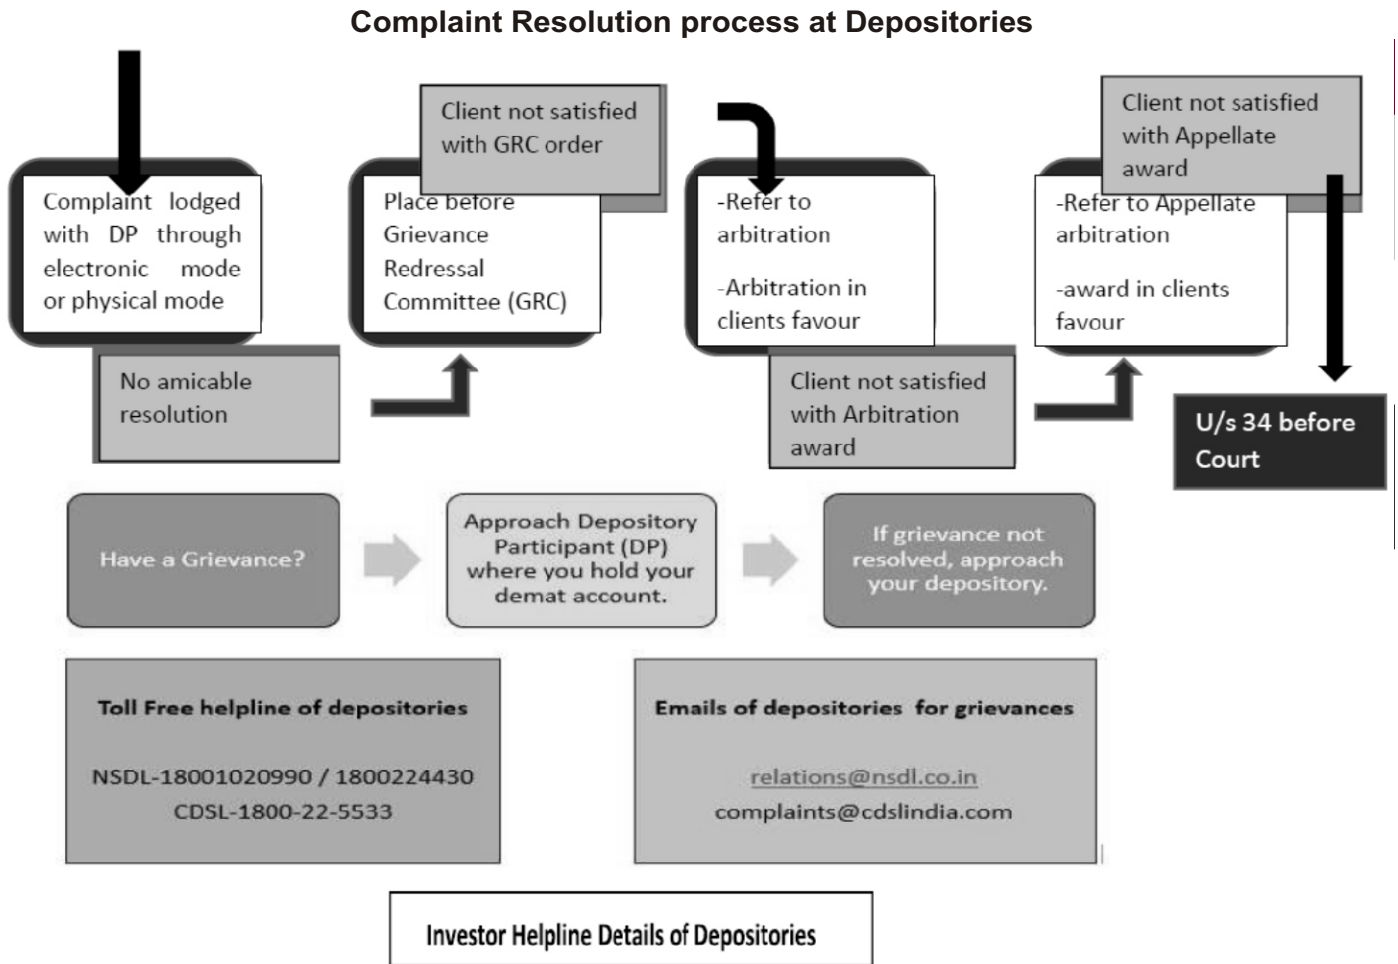 Complaint Resolution process at Depositories
Complaint lodged
with DP through
electronic mode
or physical mode
No amicable
resolution
Client not satisfied
with GRC order
Place before
Grievance
Redressal
Committee (GRC)
-Refer to
arbitration
-Arbitration in
clients favour
Client not satisfied
with Arbitration
award
Client not satisfied
with Appellate
award
-Refer to Appellate
arbitration
-award in clients
favour
U/s 34 before
Court
Have a Grievance?
Approach Depository
Participant (DP)
where you hold your
demat account.
If grievance not
resolved, approach
your depository.
Toll Free helpline of depositories
NSDL-18001020990 / 1800224430
CDSL-1800-22-5533
Emails of depositories for grievances
relations@nsdl.co.in
complaints@cdslindia.com
Investor Helpline Details of Depositories